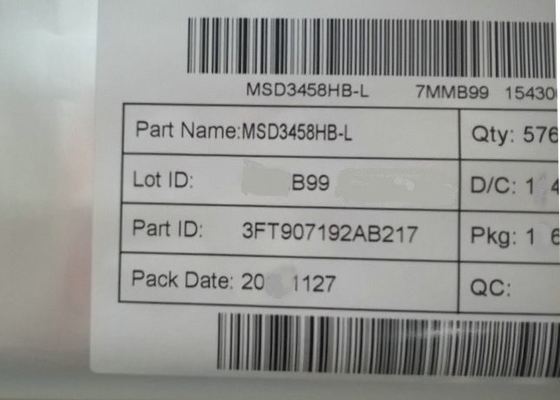 MSD3458HB-L 7MMB99 15430
Part Name:MSD3458HB-L Qty: 576
Lot ID: B99 D/C: 1 4
Part ID: 3FT907192AB217 Pkg: 1 6
Pack Date: 20 1127 QC: